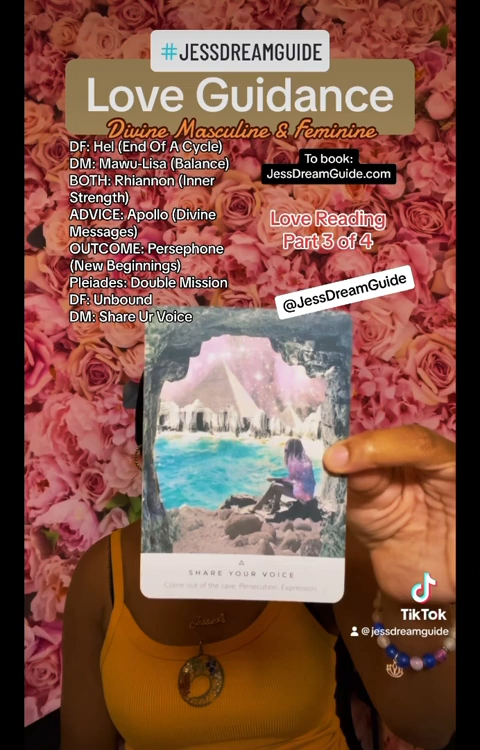 #JESSDREAMGUIDE
Love Guidance
Divine Masculine & Feminine
DF: Hel (End Of A Cycle)
DM: Mawu-Lisa (Balance)
BOTH: Rhiannon (Inner
Strength)
ADVICE: Apollo (Divine
Messages)
OUTCOME: Persephone
(New Beginnings)
Pleiades: Double Mission
DF: Unbound
DM: Share Ur Voice
To book:
JessDreamGuide.com
Love Reading
Part 3 of 4
@JessDreamGuide
SHARE YOUR VOICE
Come out of the cave. Persecution. Expression.
TikTok
@jessdreamguide